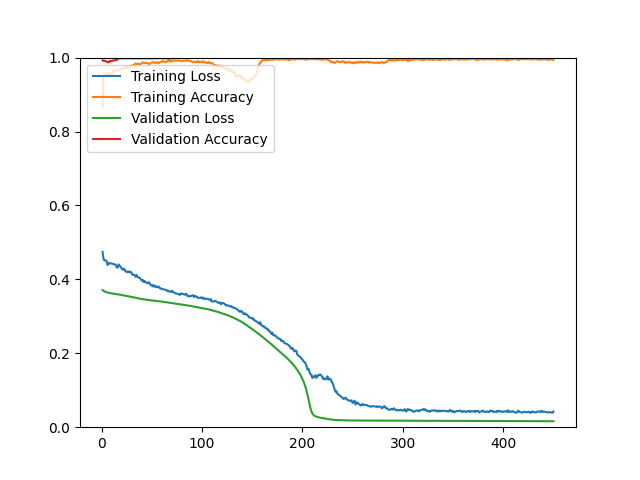 1.0
0.8
0.6
0.4
0.2
0.0
0 100 200 300 400
Training Loss
Training Accuracy
Validation Loss
Validation Accuracy